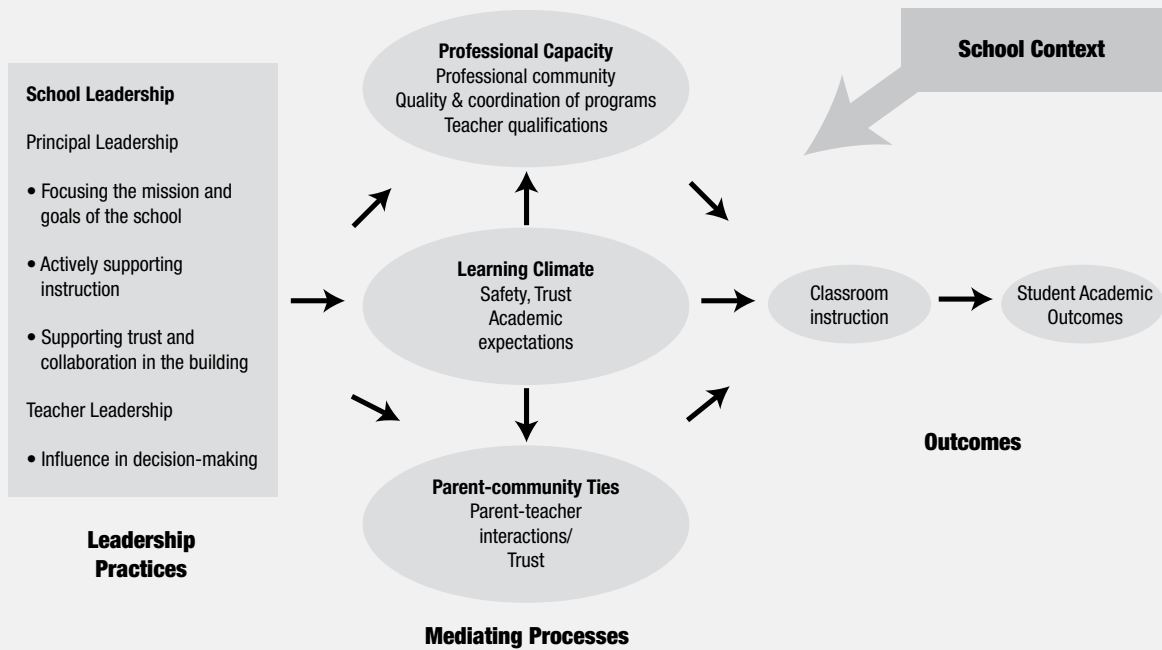 School Leadership
Principal Leadership
• Focusing the mission and
goals of the school
• Actively supporting
instruction
• Supporting trust and
collaboration in the building
Teacher Leadership
• Influence in decision-making
Leadership
Practices
Professional Capacity
Professional community
Quality & coordination of programs
Teacher qualifications
Learning Climate
Safety, Trust
Academic
expectations
Parent-community Ties
Parent-teacher
interactions/
Trust
Mediating Processes
School Context
Classroom
instruction
Student Academic
Outcomes
Outcomes